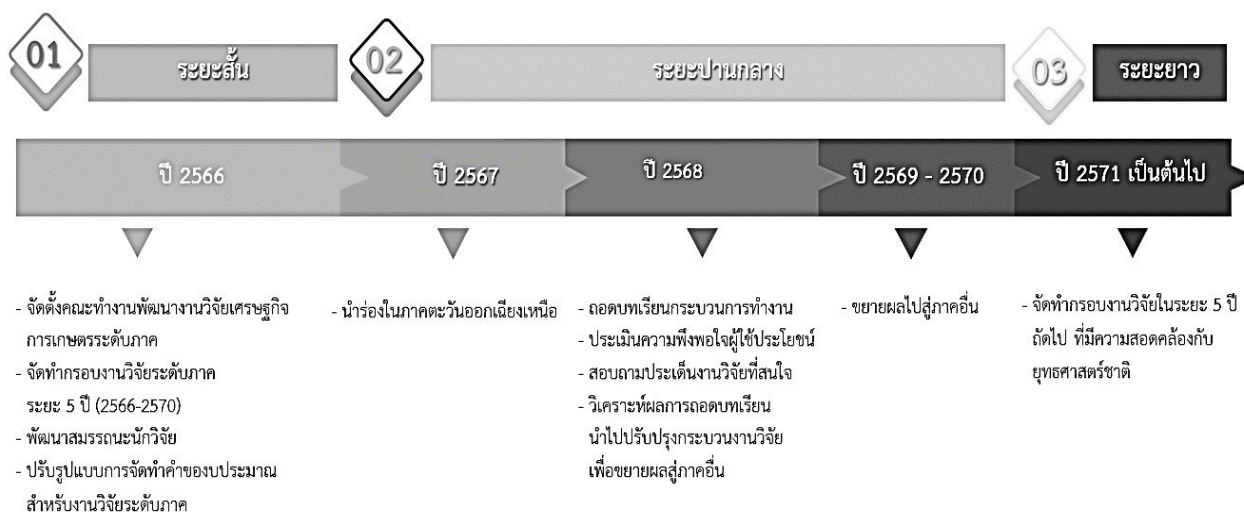 01
ระยะสั้น
02
ระยะปานกลาง
03
ระยะยาว
ปี 2566
ปี 2567
ปี 2568
ปี 2569 - 2570
ปี 2571 เป็นต้นไป
- จัดตั้งคณะทำงานพัฒนางานวิจัยเศรษฐกิจ
การเกษตรระดับภาค
- จัดทำกรอบงานวิจัยระดับภาค
ระยะ 5 ปี (2566-2570)
- พัฒนาสมรรถนะนักวิจัย
- ปรับรูปแบบการจัดทำคำของบประมาณ
สำหรับงานวิจัยระดับภาค
- นำร่องในภาคตะวันออกเฉียงเหนือ
- ถอดบทเรียนกระบวนการทำงาน
- ประเมินความพึงพอใจผู้ใช้ประโยชน์
- สอบถามประเด็นงานวิจัยที่สนใจ
- วิเคราะห์ผลการถอดบทเรียน
นำไปปรับปรุงกระบวนงานวิจัย
เพื่อขยายผลสู่ภาคอื่น
- ขยายผลไปสู่ภาคอื่น
- จัดทำกรอบงานวิจัยในระยะ 5 ปี
ถัดไป ที่มีความสอดคล้องกับ
ยุทธศาสตร์ชาติ